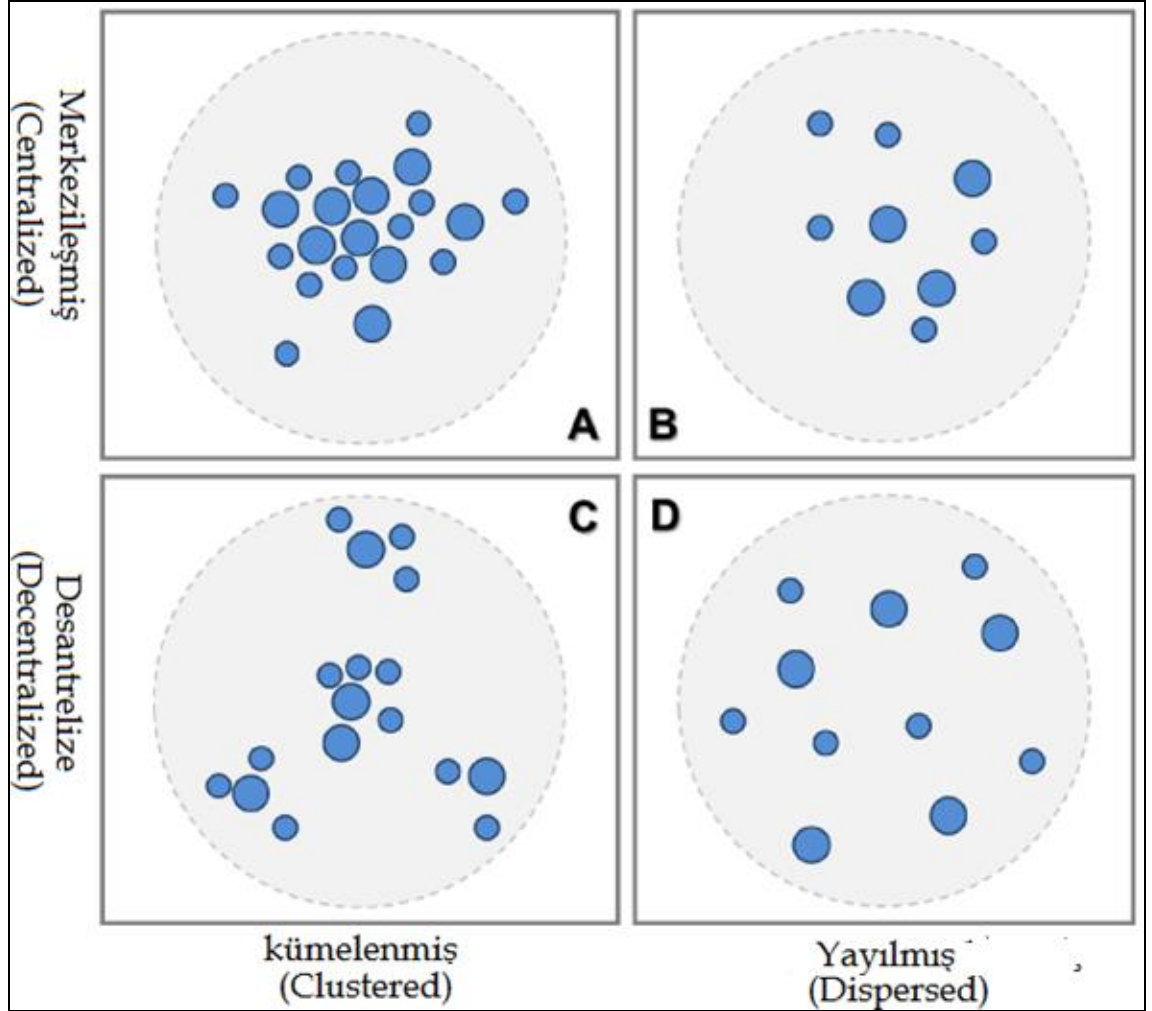 Merkezileşmiş
(Centralized)
A
B
C
D
Desantrelize
(Decentralized)
kümelenmiş
(Clustered)
Yayılmış
(Dispersed)